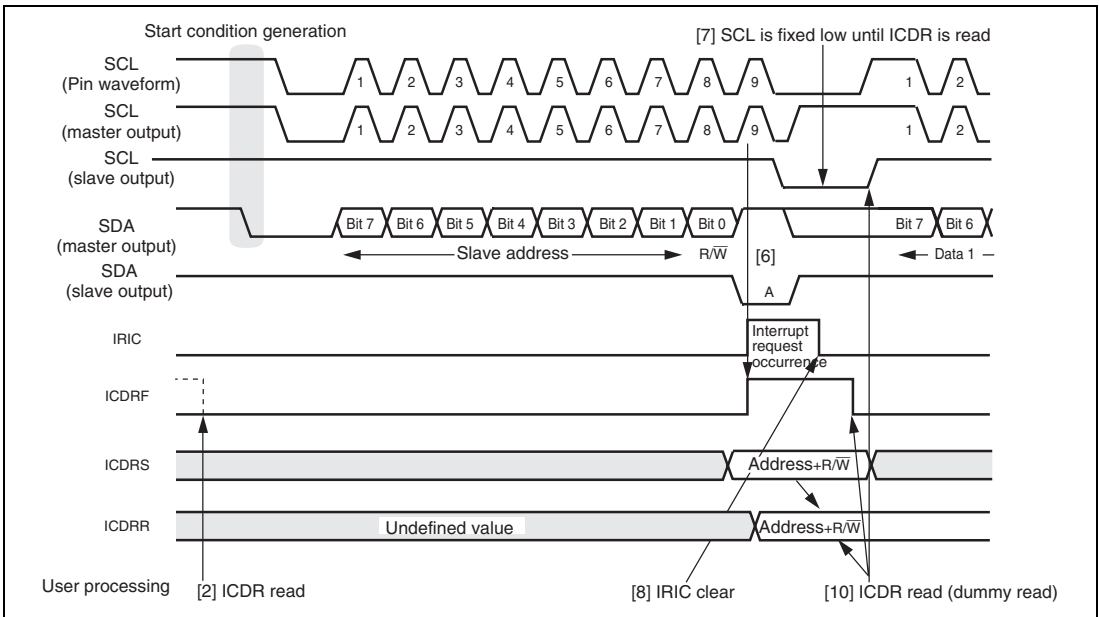 Start condition generation
[7] SCL is fixed low until ICDR is read
SCL
(Pin waveform)
1 2 3 4 5 6 7 8 9 1 2
SCL
(master output)
1 2 3 4 5 6 7 8 9 1 2
SCL
(slave output)
SDA
(master output)
Bit 7 Bit 6 Bit 5 Bit 4 Bit 3 Bit 2 Bit 1 Bit 0 Bit 7 Bit 6
Slave address R/W [6] Data 1
SDA
(slave output)
A
IRIC
Interrupt
request
occurrence
ICDRF
ICDRS
Address+R/W
ICDRR
Undefined value Address+R/W
User processing [2] ICDR read [8] IRIC clear [10] ICDR read (dummy read)